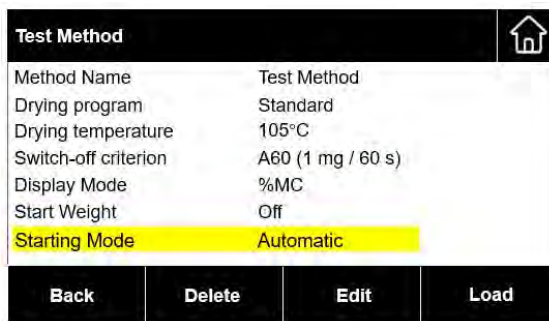 Test Method
Method Name Test Method
Drying program Standard
Drying temperature 105°C
Switch-off criterion A60 (1 mg / 60 s)
Display Mode %MC
Start Weight Off
Starting Mode Automatic
Back Delete Edit Load